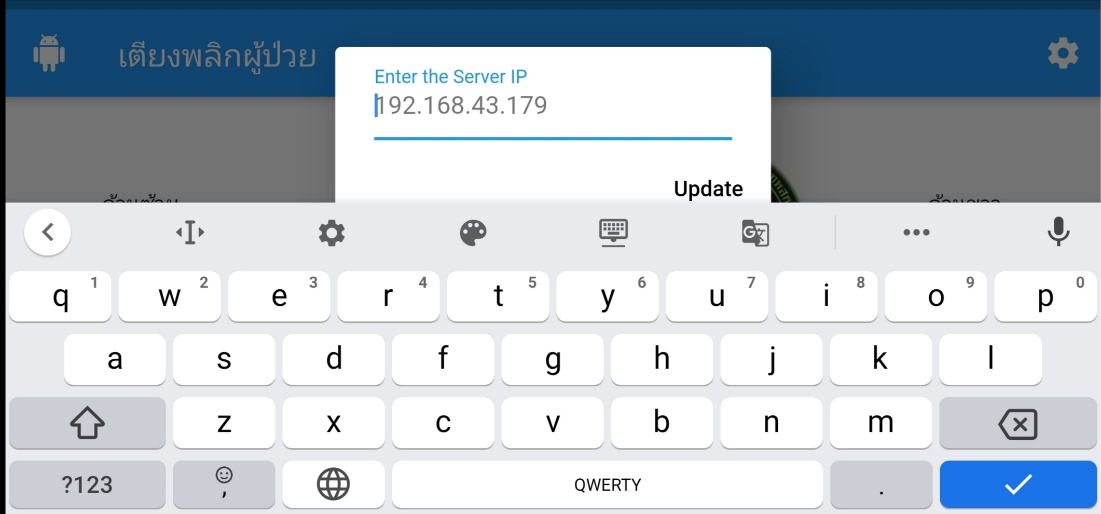 เตียงพลิกผู้ป่วย
Enter the Server IP
192.168.43.179
Update
q 1 w 2 e 3 r 4 t 5 y 6 u 7 i 8 o 9 p 0
a s d f g h j k l
z x c v b n m
?123 , QWERTY .